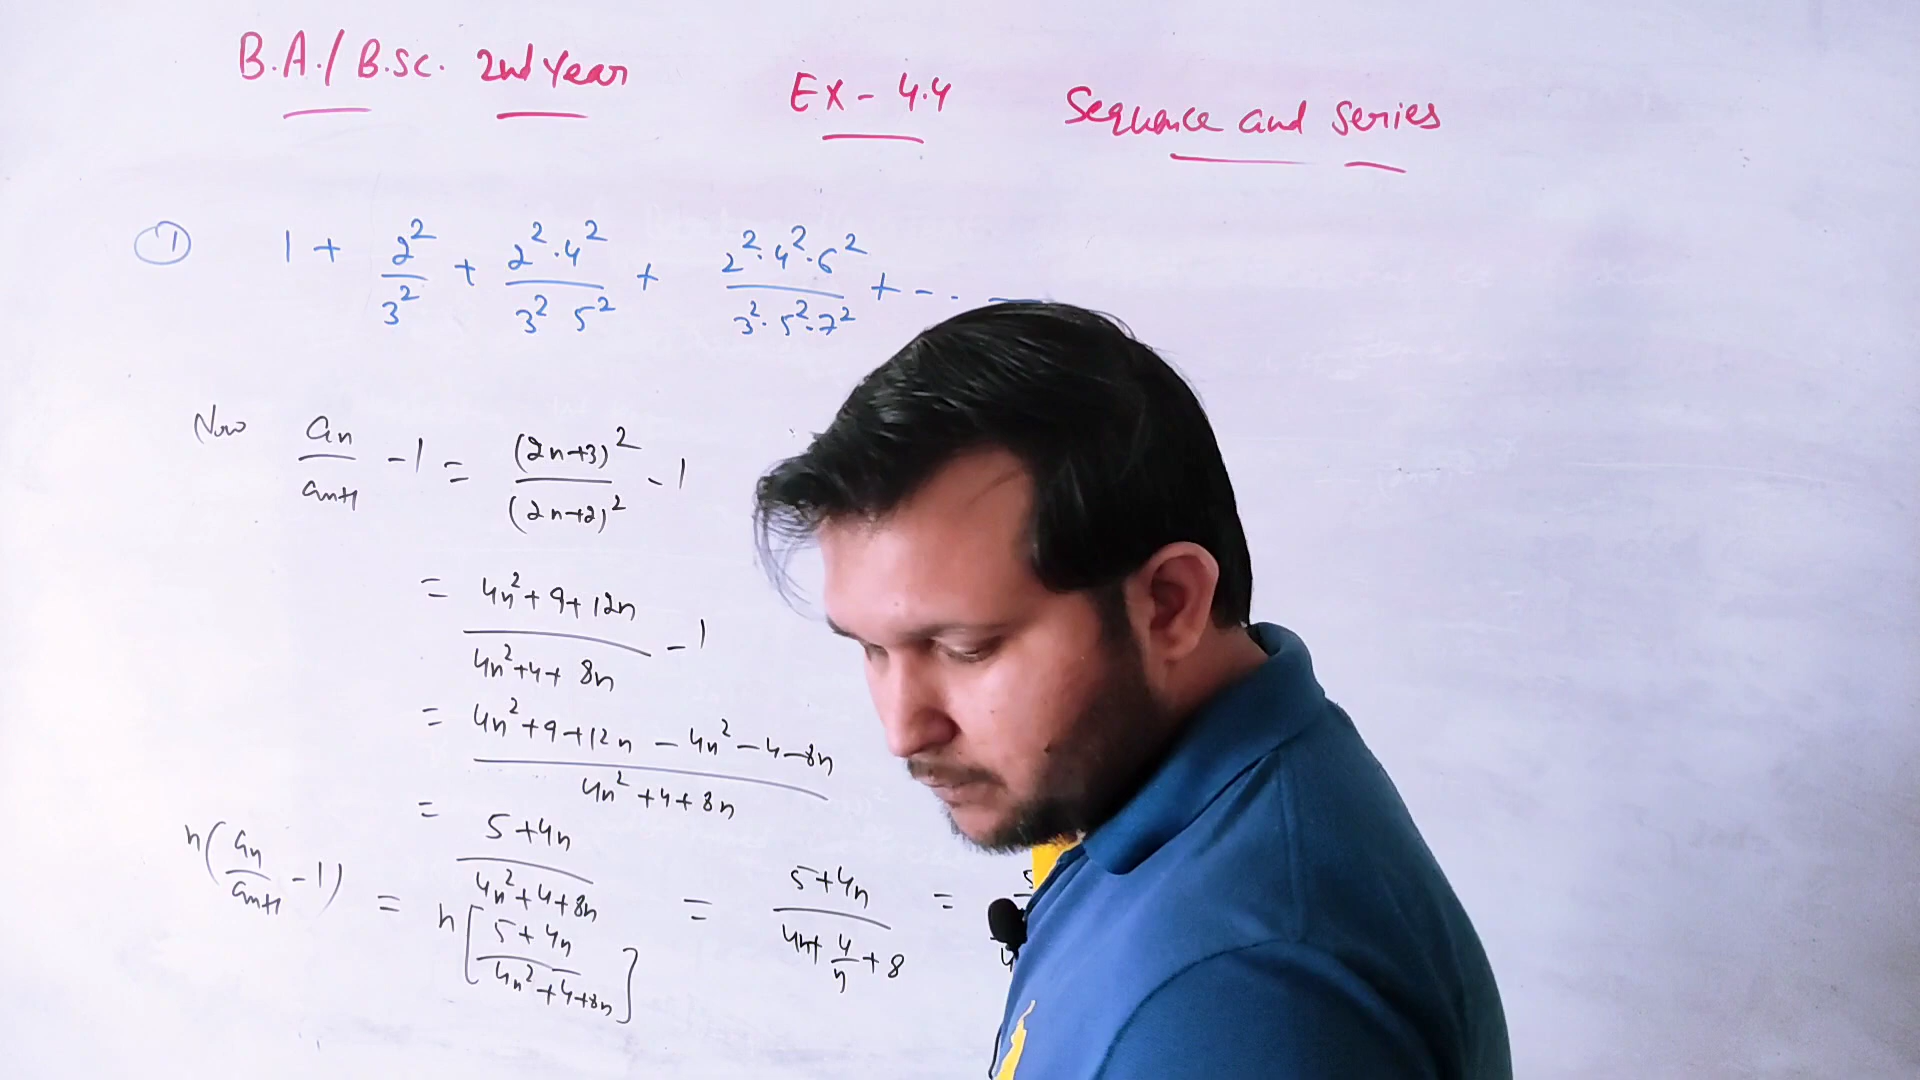 B.A./B.Sc. 2nd Year Ex - 4.4 Sequence and Series
① 1 + 2²/3² + 2²·4²/3² 5² + 2²·4²·6²/3²·5²·7² + - - —
Now an/an+1 - 1 = (2n+3)²/(2n+2)² - 1
= 4n²+9+12n/4n²+4+8n - 1
= 4n²+9+12n-4n²-4-8n/4n²+4+8n
= 5+4n/4n²+4+8n
n(an/an+1 - 1) = n[5+4n/4n²+4+8n] = 5+4n/4n+4/n+8 =